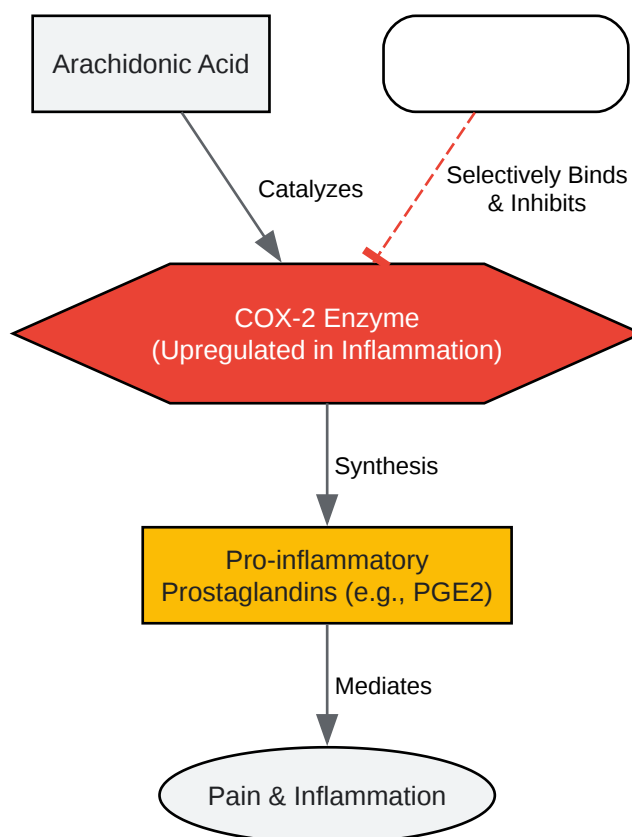 Arachidonic Acid
Catalyzes
Selectively Binds
& Inhibits
COX-2 Enzyme
(Upregulated in Inflammation)
Synthesis
Pro-inflammatory
Prostaglandins (e.g., PGE2)
Mediates
Pain & Inflammation